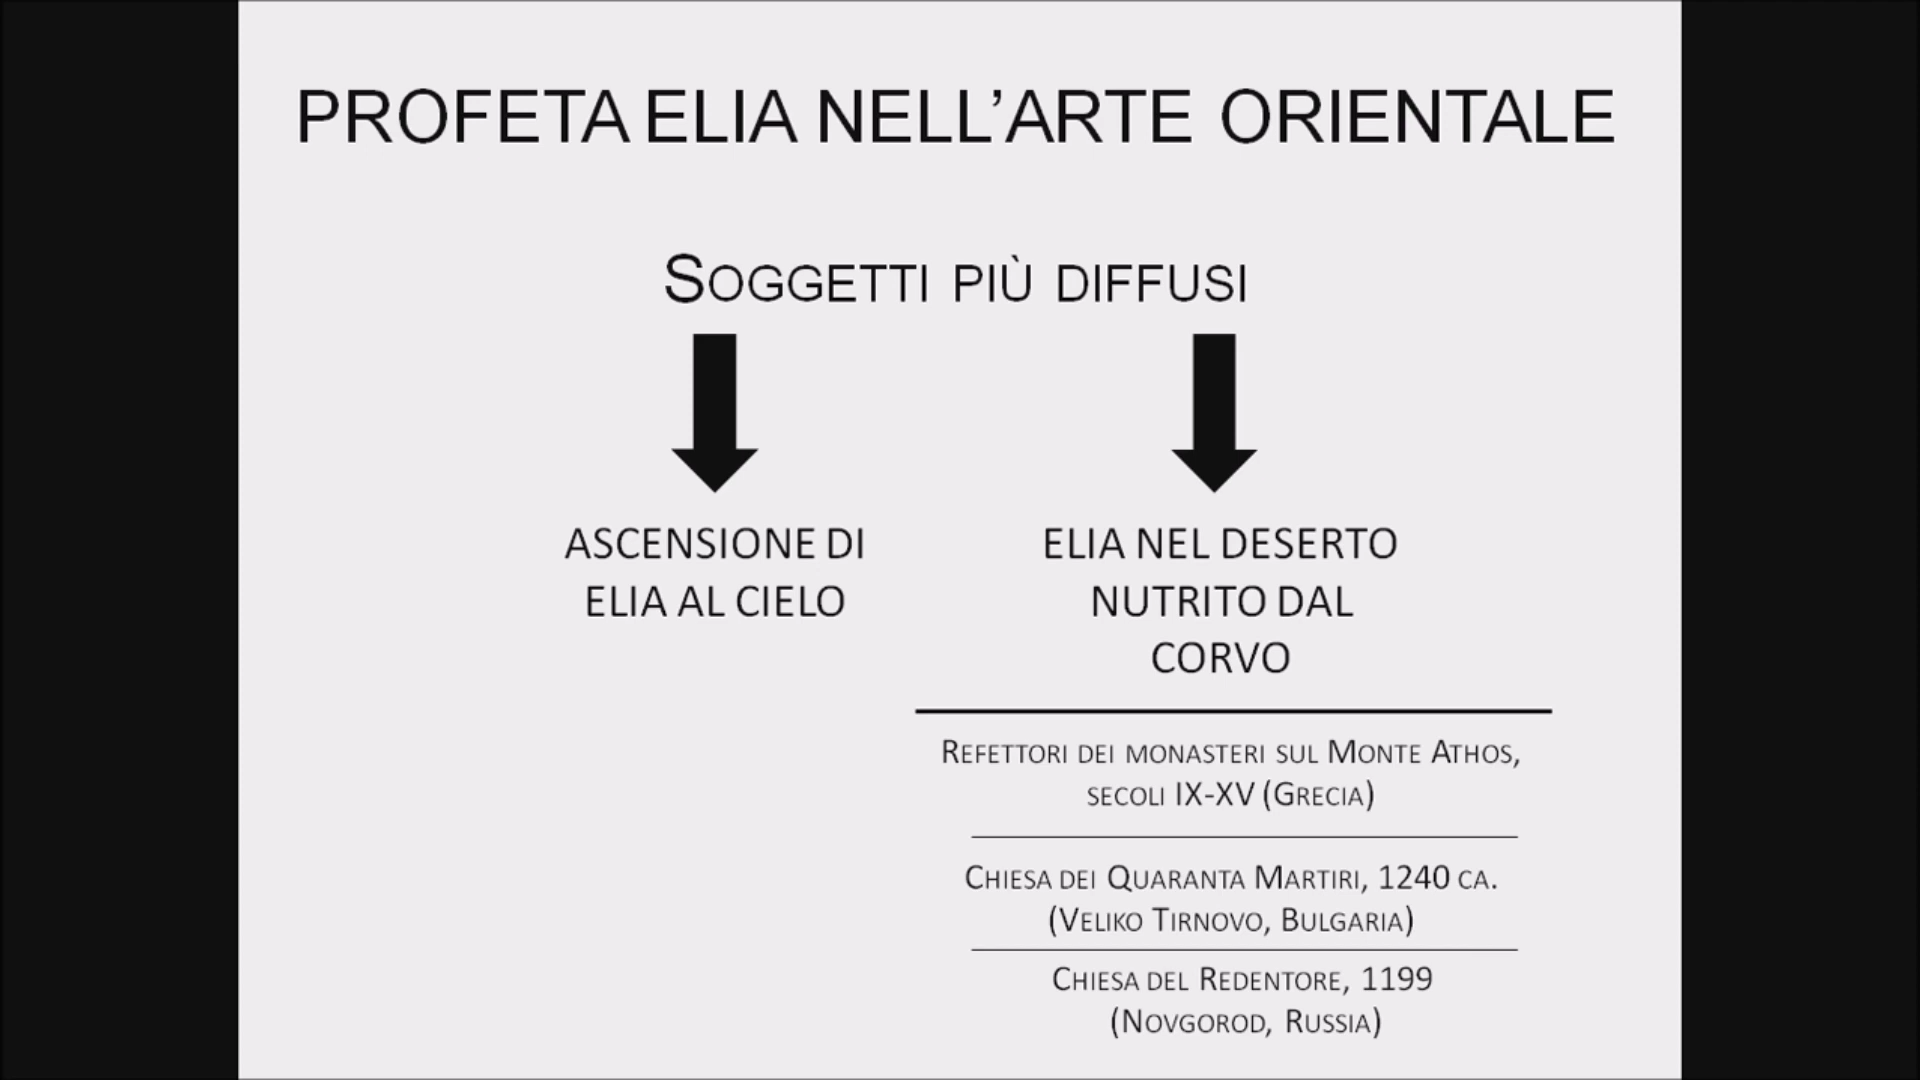 PROFETA ELIA NELL’ARTE ORIENTALE
SOGGETTI PIÙ DIFFUSI
ASCENSIONE DI
ELIA AL CIELO
ELIA NEL DESERTO
NUTRITO DAL
CORVO
REFETTORI DEI MONASTERI SUL MONTE ATHOS,
SECOLI IX-XV (GRECIA)
CHIESA DEI QUARANTA MARTIRI, 1240 CA.
(VELIKO TIRNOVO, BULGARIA)
CHIESA DEL REDENTORE, 1199
(NOVGOROD, RUSSIA)